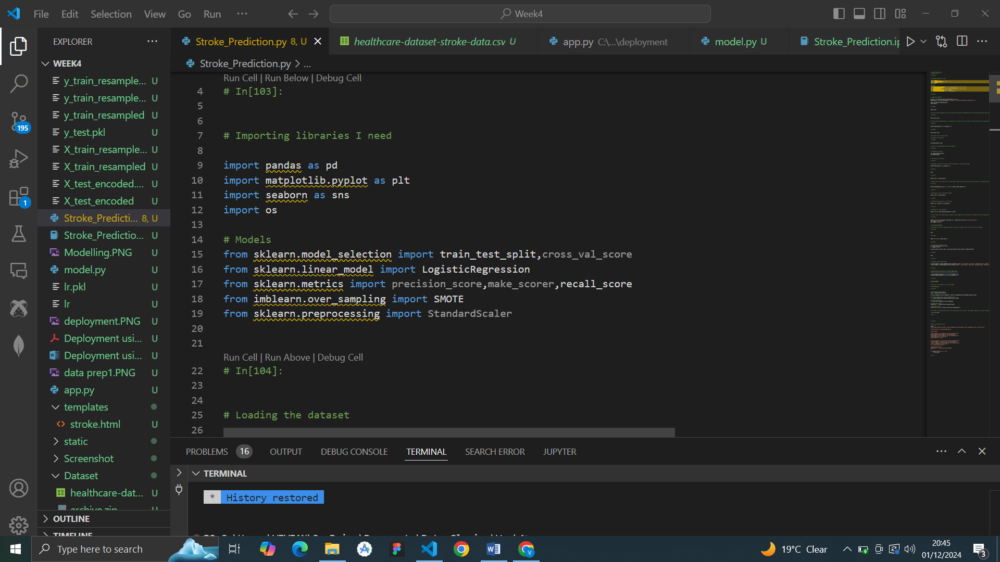 File Edit Selection View Go Run ··· Week4
EXPLORER
Stroke_Prediction.py 8, U
healthcare-dataset-stroke-data.csv U
app.py C:\...\deployment
model.py U
Stroke_Prediction.ip
WEEK4
Stroke_Prediction.py > ...
y_train_resample... U
y_train_resample... U
y_train_resampled U
y_test.pkl U
X_train_resample... U
X_train_resampled U
X_test_encoded.... U
X_test_encoded U
Stroke_Predicti... 8, U
Stroke_Predictio... U
Modelling.PNG U
model.py U
lr.pkl U
lr U
deployment.PNG U
Deployment usi... U
Deployment usi... U
data prep1.PNG U
app.py U
templates
stroke.html U
static
Screenshot
Dataset
healthcare-dat... U
archive.zip U
OUTLINE
TIMELINE
195
1
Run Cell | Run Below | Debug Cell
4 # In[103]:
5
6
7 # Importing libraries I need
8
9 import pandas as pd
10 import matplotlib.pyplot as plt
11 import seaborn as sns
12 import os
13
14 # Models
15 from sklearn.model_selection import train_test_split,cross_val_score
16 from sklearn.linear_model import LogisticRegression
17 from sklearn.metrics import precision_score,make_scorer,recall_score
18 from imblearn.over_sampling import SMOTE
19 from sklearn.preprocessing import StandardScaler
20
21
Run Cell | Run Above | Debug Cell
22 # In[104]:
23
24
25 # Loading the dataset
26
PROBLEMS 16 OUTPUT DEBUG CONSOLE TERMINAL SEARCH ERROR JUPYTER
TERMINAL
* History restored
Type here to search
19°C Clear
20:45
01/12/2024
3